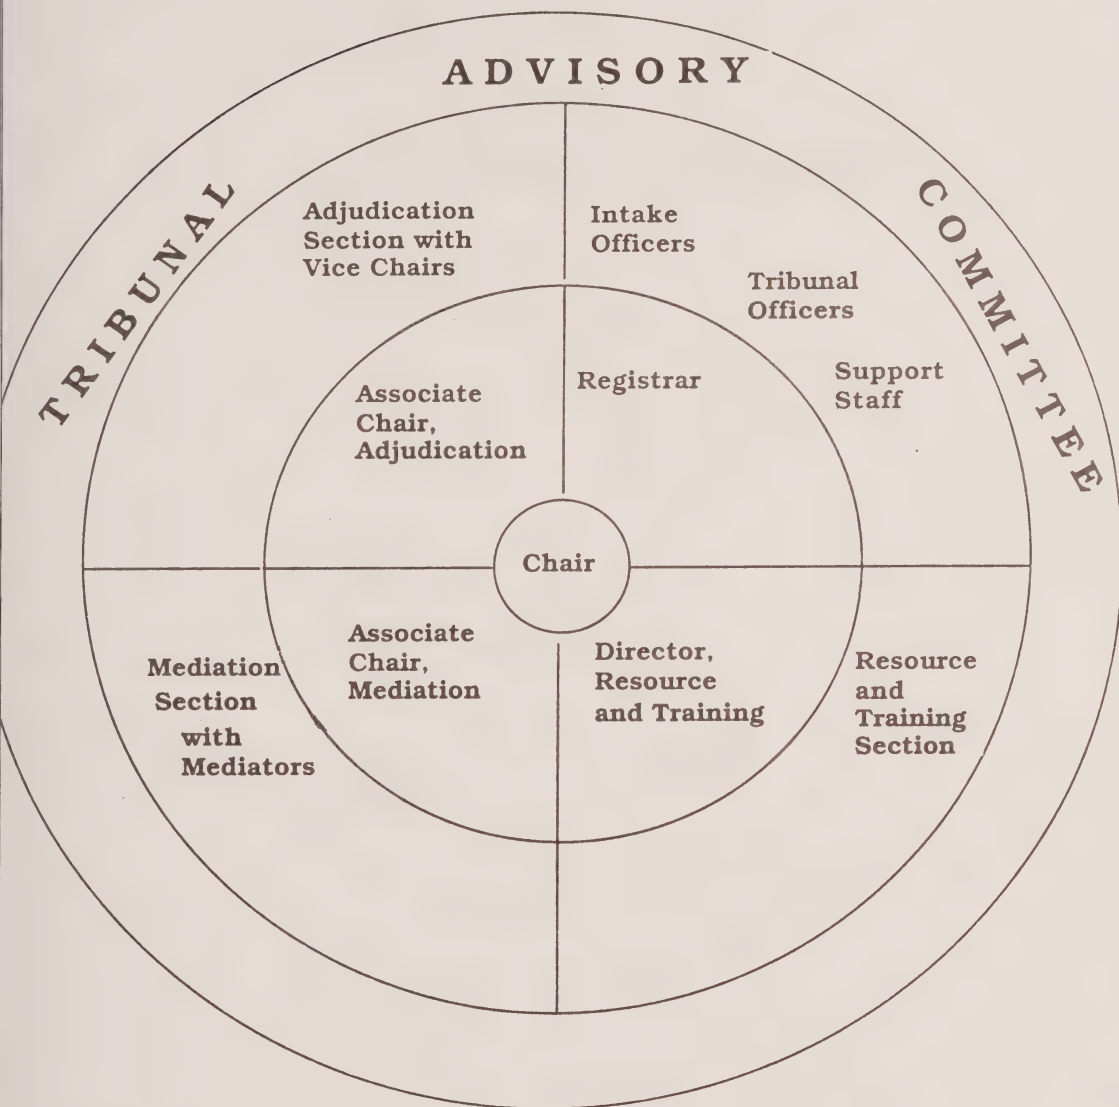 TRIBUNAL
ADVISORY
COMMITTEE
Adjudication
Section with
Vice Chairs
Intake
Officers
Tribunal
Officers
Support
Staff
Associate
Chair,
Adjudication
Registrar
Chair
Associate
Chair,
Mediation
Director,
Resource
and Training
Mediation
Section
with
Mediators
Resource
and
Training
Section